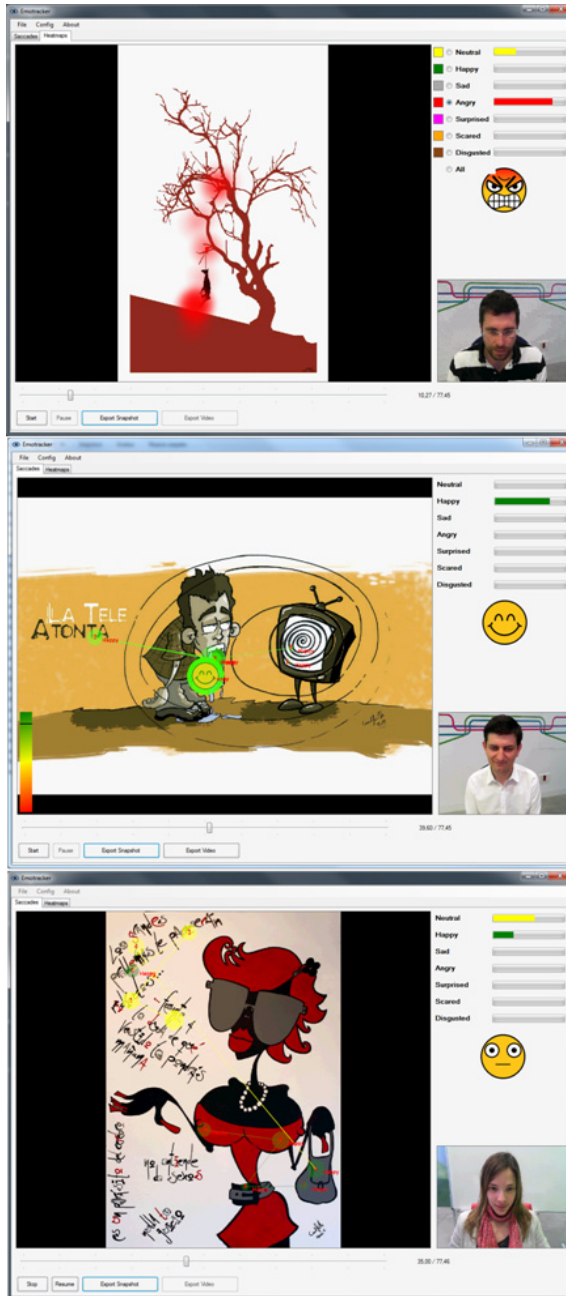 Emotracker
File Config About
Saccades Heatmaps
Neutral
Happy
Sad
Angry
Surprised
Scared
Disgusted
All
10,27 / 77,45
Start Pause Export Snapshot Export Video
Emotracker
File Config About
Saccades Heatmaps
Neutral
Happy
Sad
Angry
Surprised
Scared
Disgusted
LA TELE
ATONTA
39,60 / 77,45
Start Pause Export Snapshot Export Video
Emotracker
File Config About
Saccades Heatmaps
Neutral
Happy
Sad
Angry
Surprised
Scared
Disgusted
35,00 / 77,46
Stop Resume Export Snapshot Export Video